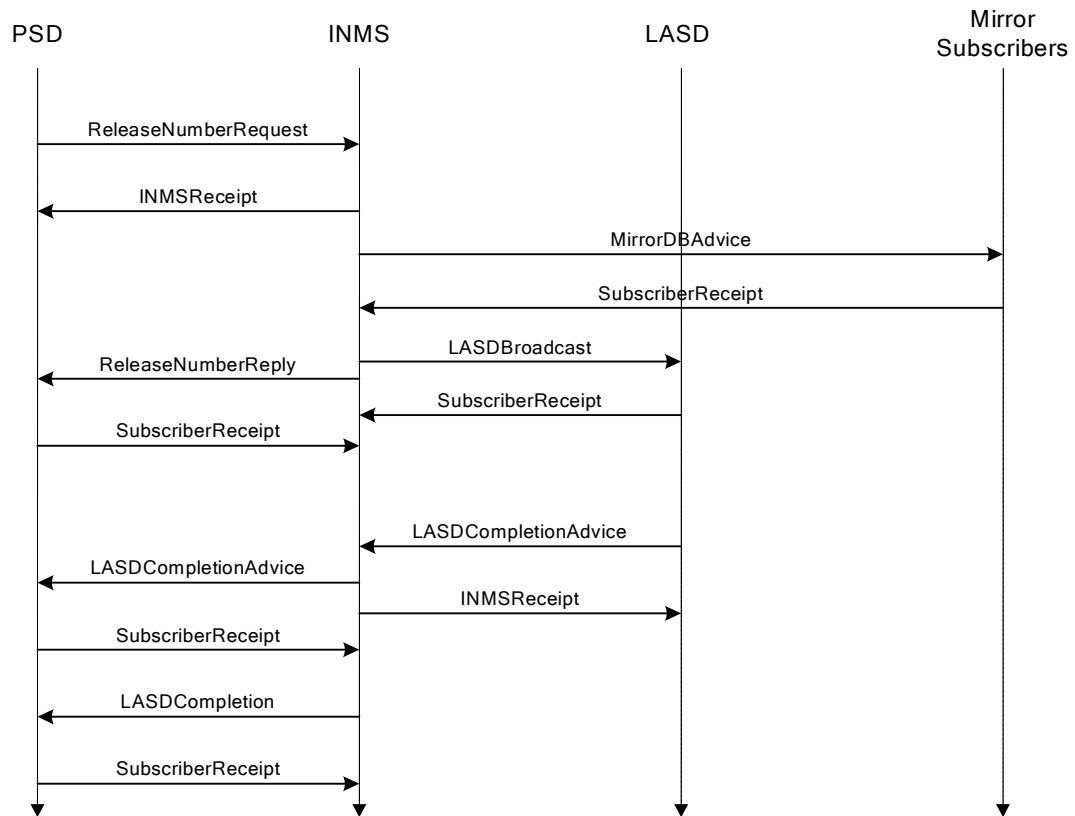 PSD
INMS
LASD
Mirror
Subscribers
ReleaseNumberRequest
INMSReceipt
MirrorDBAdvice
SubscriberReceipt
LASDBroadcast
ReleaseNumberReply
SubscriberReceipt
SubscriberReceipt
LASDCompletionAdvice
LASDCompletionAdvice
INMSReceipt
SubscriberReceipt
LASDCompletion
SubscriberReceipt